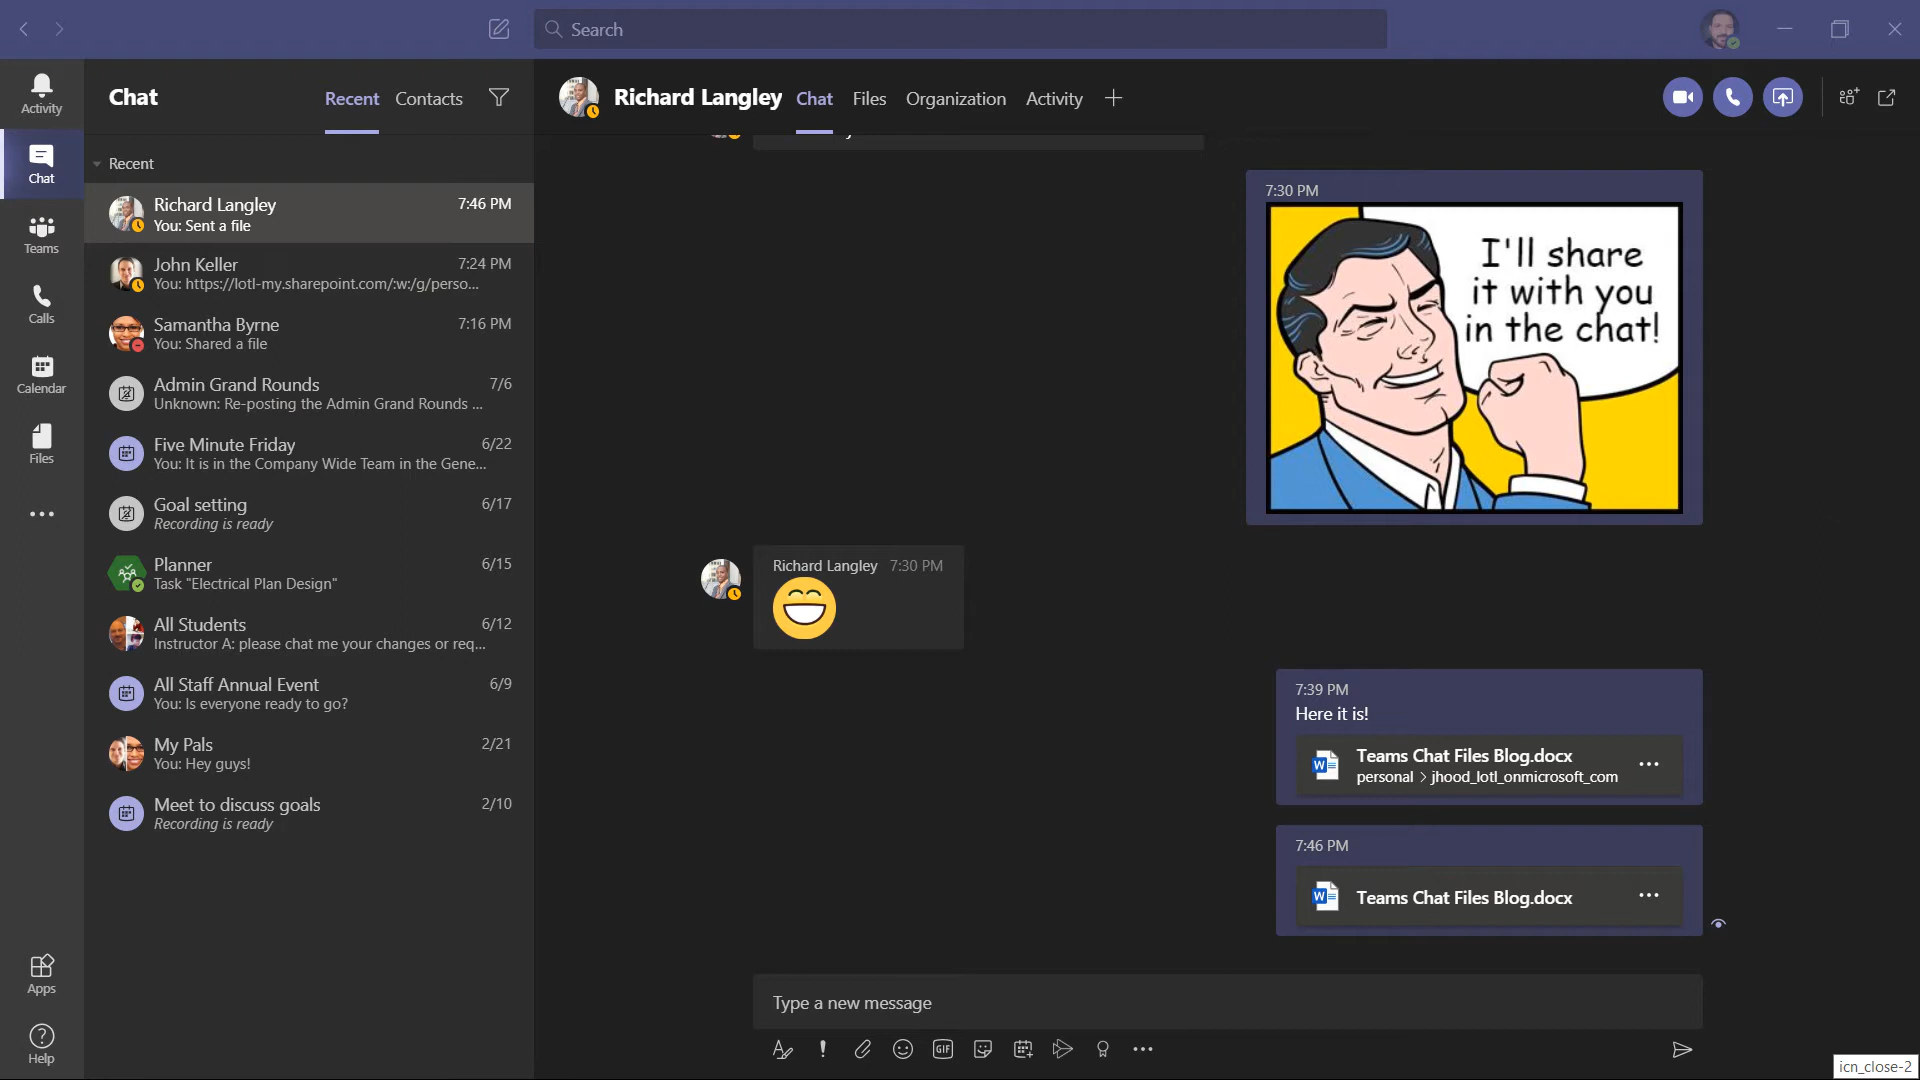 Search
Activity
Chat
Teams
Calls
Calendar
Files
Apps
Help
Chat
Recent
Contacts
Recent
Richard Langley
7:46 PM
You: Sent a file
John Keller
7:24 PM
You: https://lotl-my.sharepoint.com/:w:/g/perso...
Samantha Byrne
7:16 PM
You: Shared a file
Admin Grand Rounds
7/6
Unknown: Re-posting the Admin Grand Rounds ...
Five Minute Friday
6/22
You: It is in the Company Wide Team in the Gene...
Goal setting
6/17
Recording is ready
Planner
6/15
Task "Electrical Plan Design"
All Students
6/12
Instructor A: please chat me your changes or req...
All Staff Annual Event
6/9
You: Is everyone ready to go?
My Pals
2/21
You: Hey guys!
Meet to discuss goals
2/10
Recording is ready
Richard Langley
Chat
Files
Organization
Activity
7:30 PM
I'll share
it with you
in the chat!
Richard Langley 7:30 PM
7:39 PM
Here it is!
Teams Chat Files Blog.docx
personal > jhood_lotl_onmicrosoft_com
7:46 PM
Teams Chat Files Blog.docx
Type a new message
GIF
icn_close-2